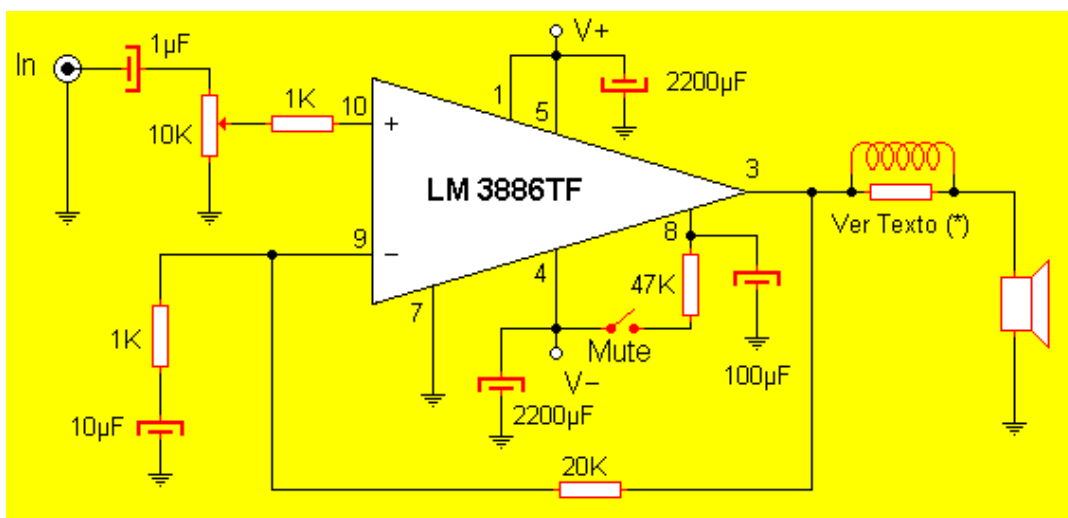 In
1µF
10K
1K
10
+
9
−
1K
10µF
LM 3886TF
1
5
V+
2200µF
3
8
4
7
47K
Mute
V−
2200µF
100µF
Ver Texto (*)
20K